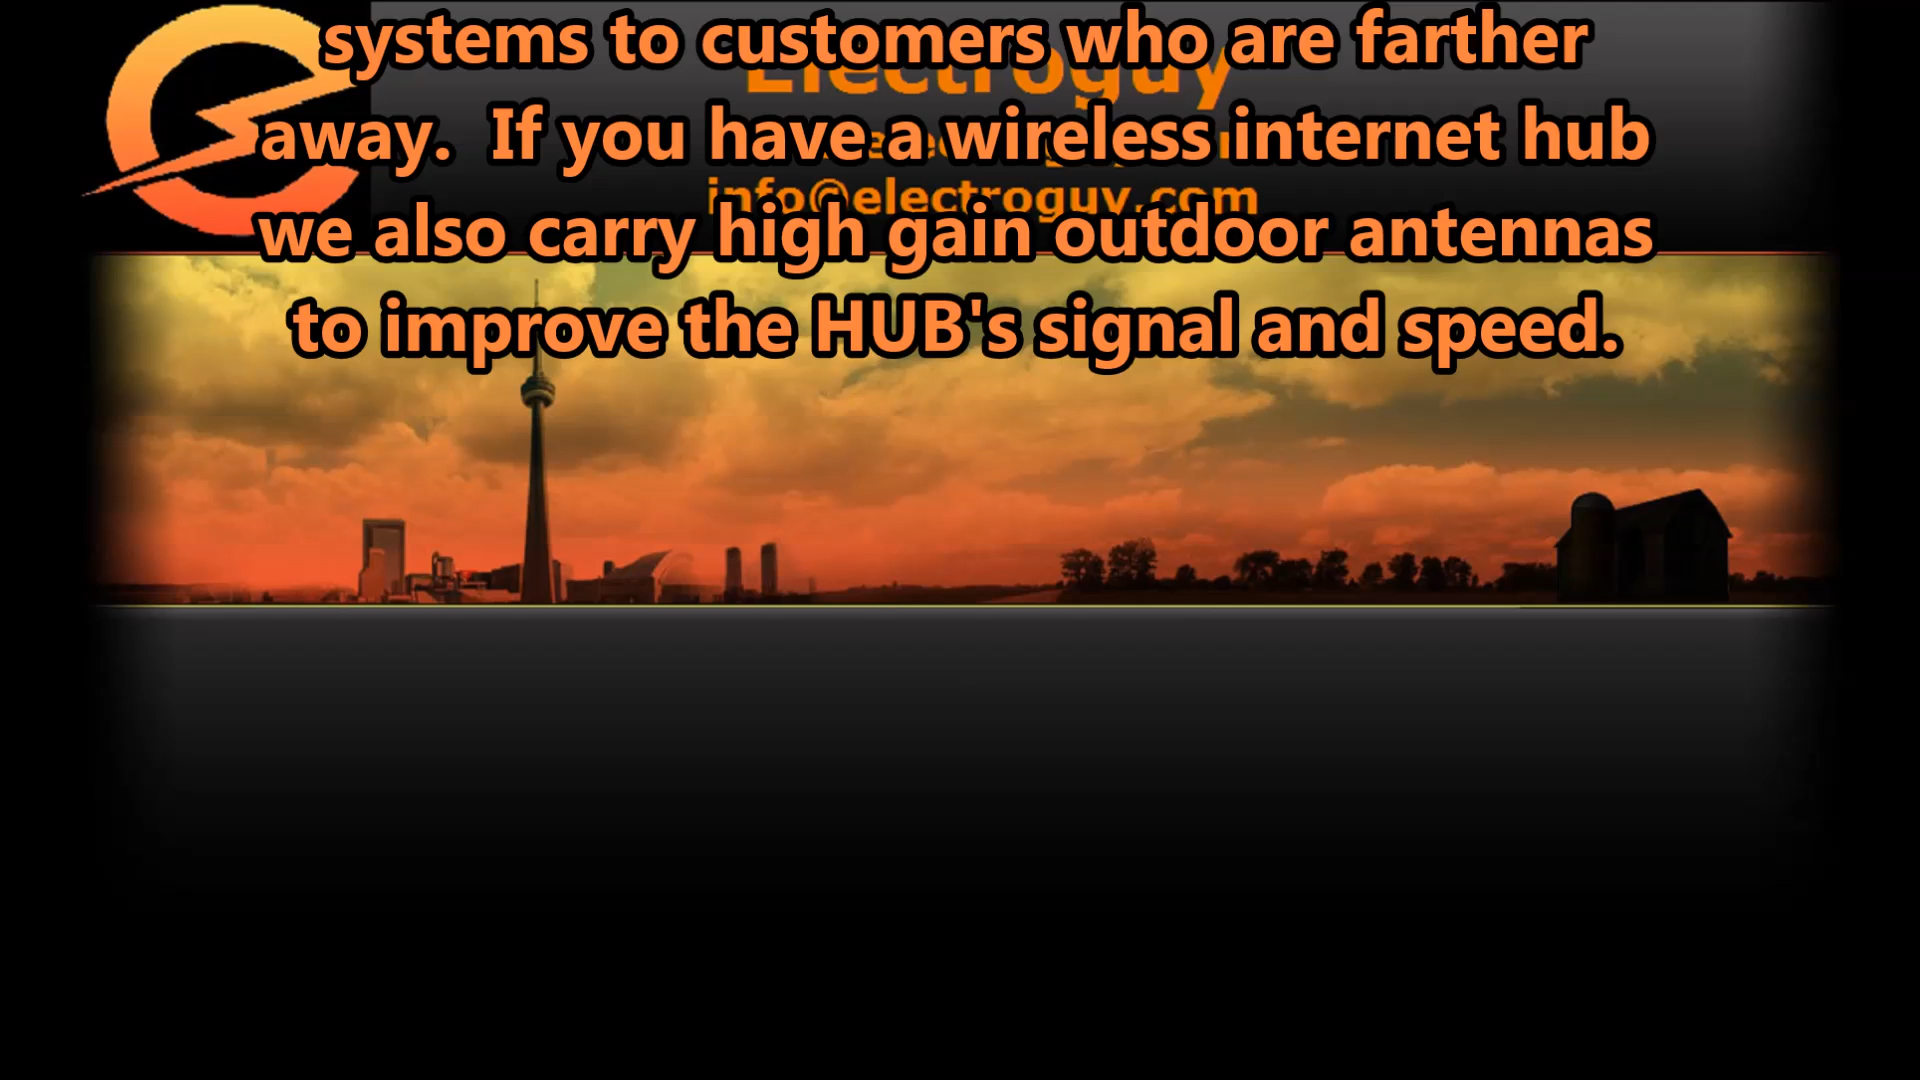 systems to customers who are farther
Electroguy
away.  If you have a wireless internet hub
info@electroguy.com
we also carry high gain outdoor antennas
to improve the HUB's signal and speed.